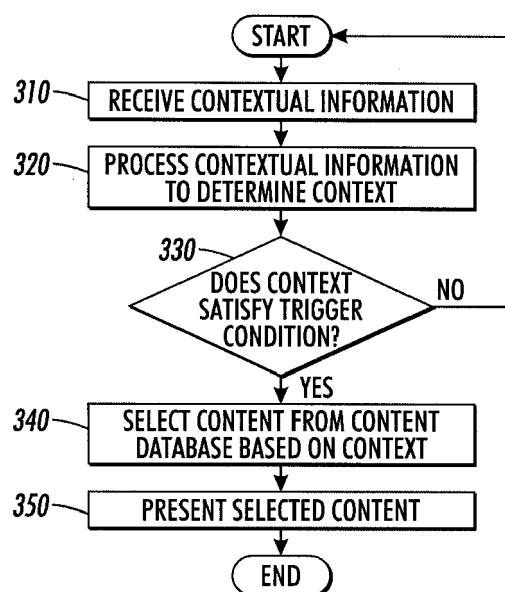 START
310
RECEIVE CONTEXTUAL INFORMATION
320
PROCESS CONTEXTUAL INFORMATION
TO DETERMINE CONTEXT
330
DOES CONTEXT
SATISFY TRIGGER
CONDITION?
NO
YES
340
SELECT CONTENT FROM CONTENT
DATABASE BASED ON CONTEXT
350
PRESENT SELECTED CONTENT
END